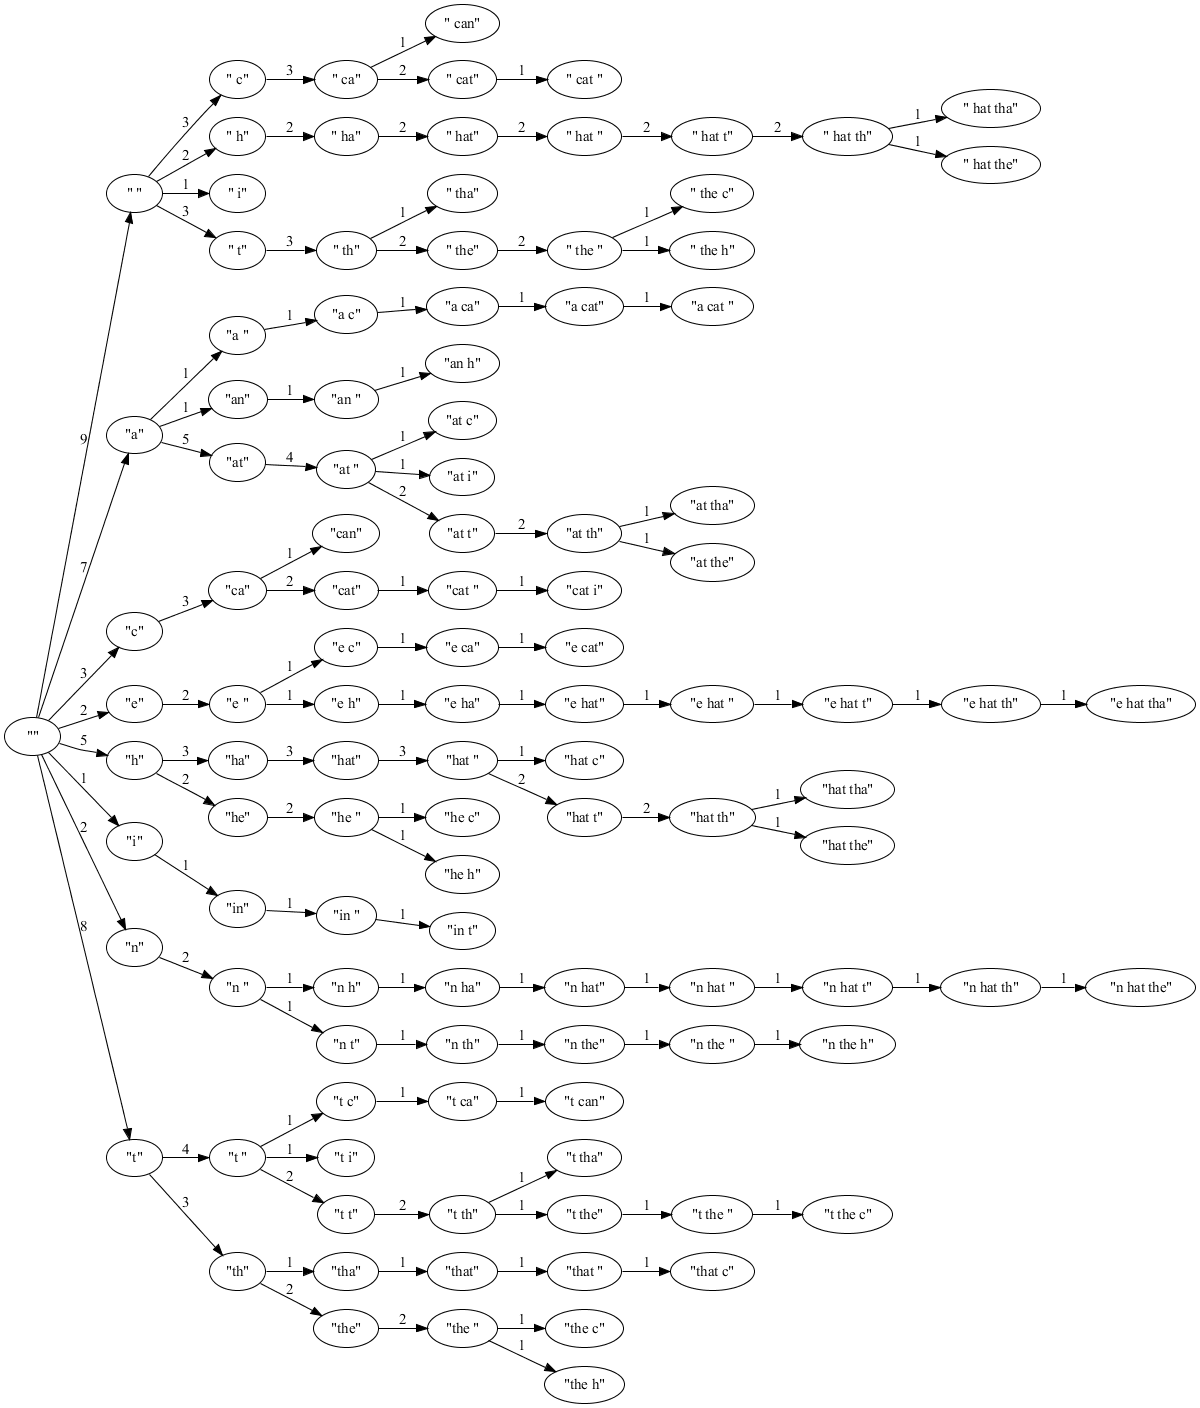 " can"
" c" 3 " ca" 1 2 " cat" 1 " cat "
3 " h" 2 " ha" 2 " hat" 2 " hat " 2 " hat t" 2 " hat th" 1 " hat tha"
1 " hat the"
" " 2 1 " i"
3 " t" 3 " th" 1 " tha"
2 " the" 2 " the " 1 " the c"
1 " the h"
9 "a" 1 "a " 1 "a c" 1 "a ca" 1 "a cat" 1 "a cat "
1 "an" 1 "an " 1 "an h"
5 "at" 4 "at " 1 "at c"
1 "at i"
2 "at t" 2 "at th" 1 "at tha"
1 "at the"
7 "c" 3 "ca" 1 "can"
2 "cat" 1 "cat " 1 "cat i"
3 "e" 2 "e " 1 "e c" 1 "e ca" 1 "e cat"
2 1 "e h" 1 "e ha" 1 "e hat" 1 "e hat " 1 "e hat t" 1 "e hat th" 1 "e hat tha"
"" 5 "h" 3 "ha" 3 "hat" 3 "hat " 1 "hat c"
2 "hat t" 2 "hat th" 1 "hat tha"
1 "hat the"
2 "he" 2 "he " 1 "he c"
1 "he h"
1 "i" 1 "in" 1 "in " 1 "in t"
2 "n" 2 "n " 1 "n h" 1 "n ha" 1 "n hat" 1 "n hat " 1 "n hat t" 1 "n hat th" 1 "n hat the"
1 "n t" 1 "n th" 1 "n the" 1 "n the " 1 "n the h"
8 "t" 4 "t " 1 "t c" 1 "t ca" 1 "t can"
1 "t i"
2 "t t" 2 "t th" 1 "t tha"
1 "t the" 1 "t the " 1 "t the c"
3 "th" 1 "tha" 1 "that" 1 "that " 1 "that c"
2 "the" 2 "the " 1 "the c"
1 "the h"